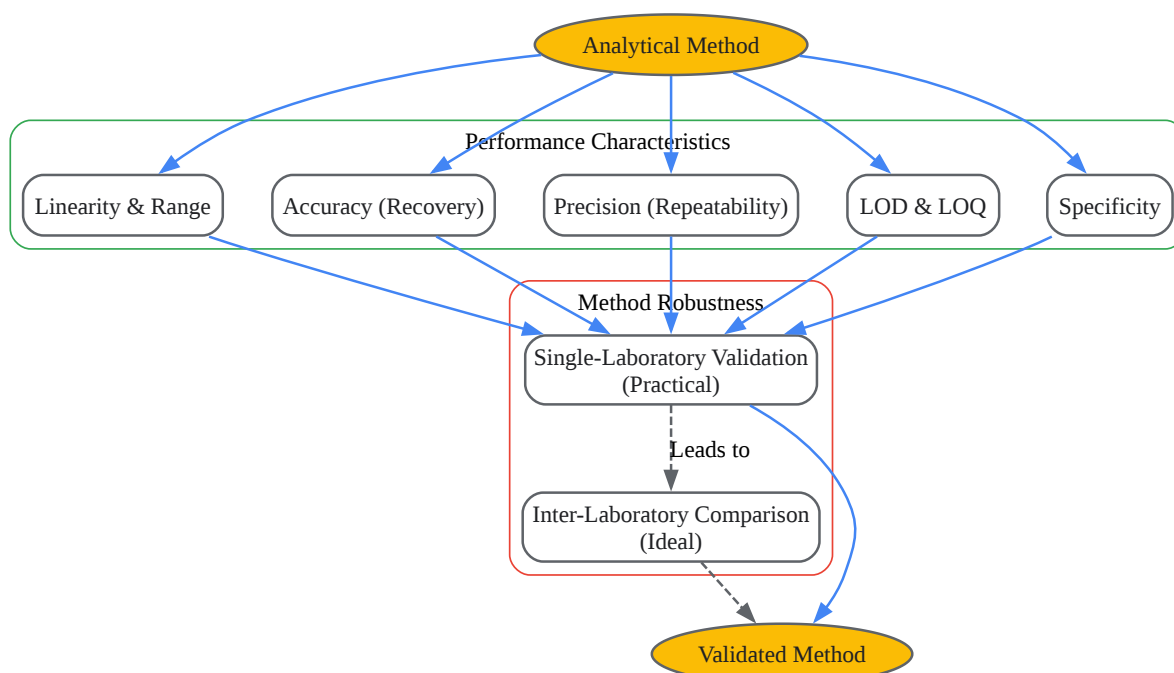 Analytical Method
Performance Characteristics
Linearity & Range
Accuracy (Recovery)
Precision (Repeatability)
LOD & LOQ
Specificity
Method Robustness
Single-Laboratory Validation
(Practical)
Leads to
Inter-Laboratory Comparison
(Ideal)
Validated Method